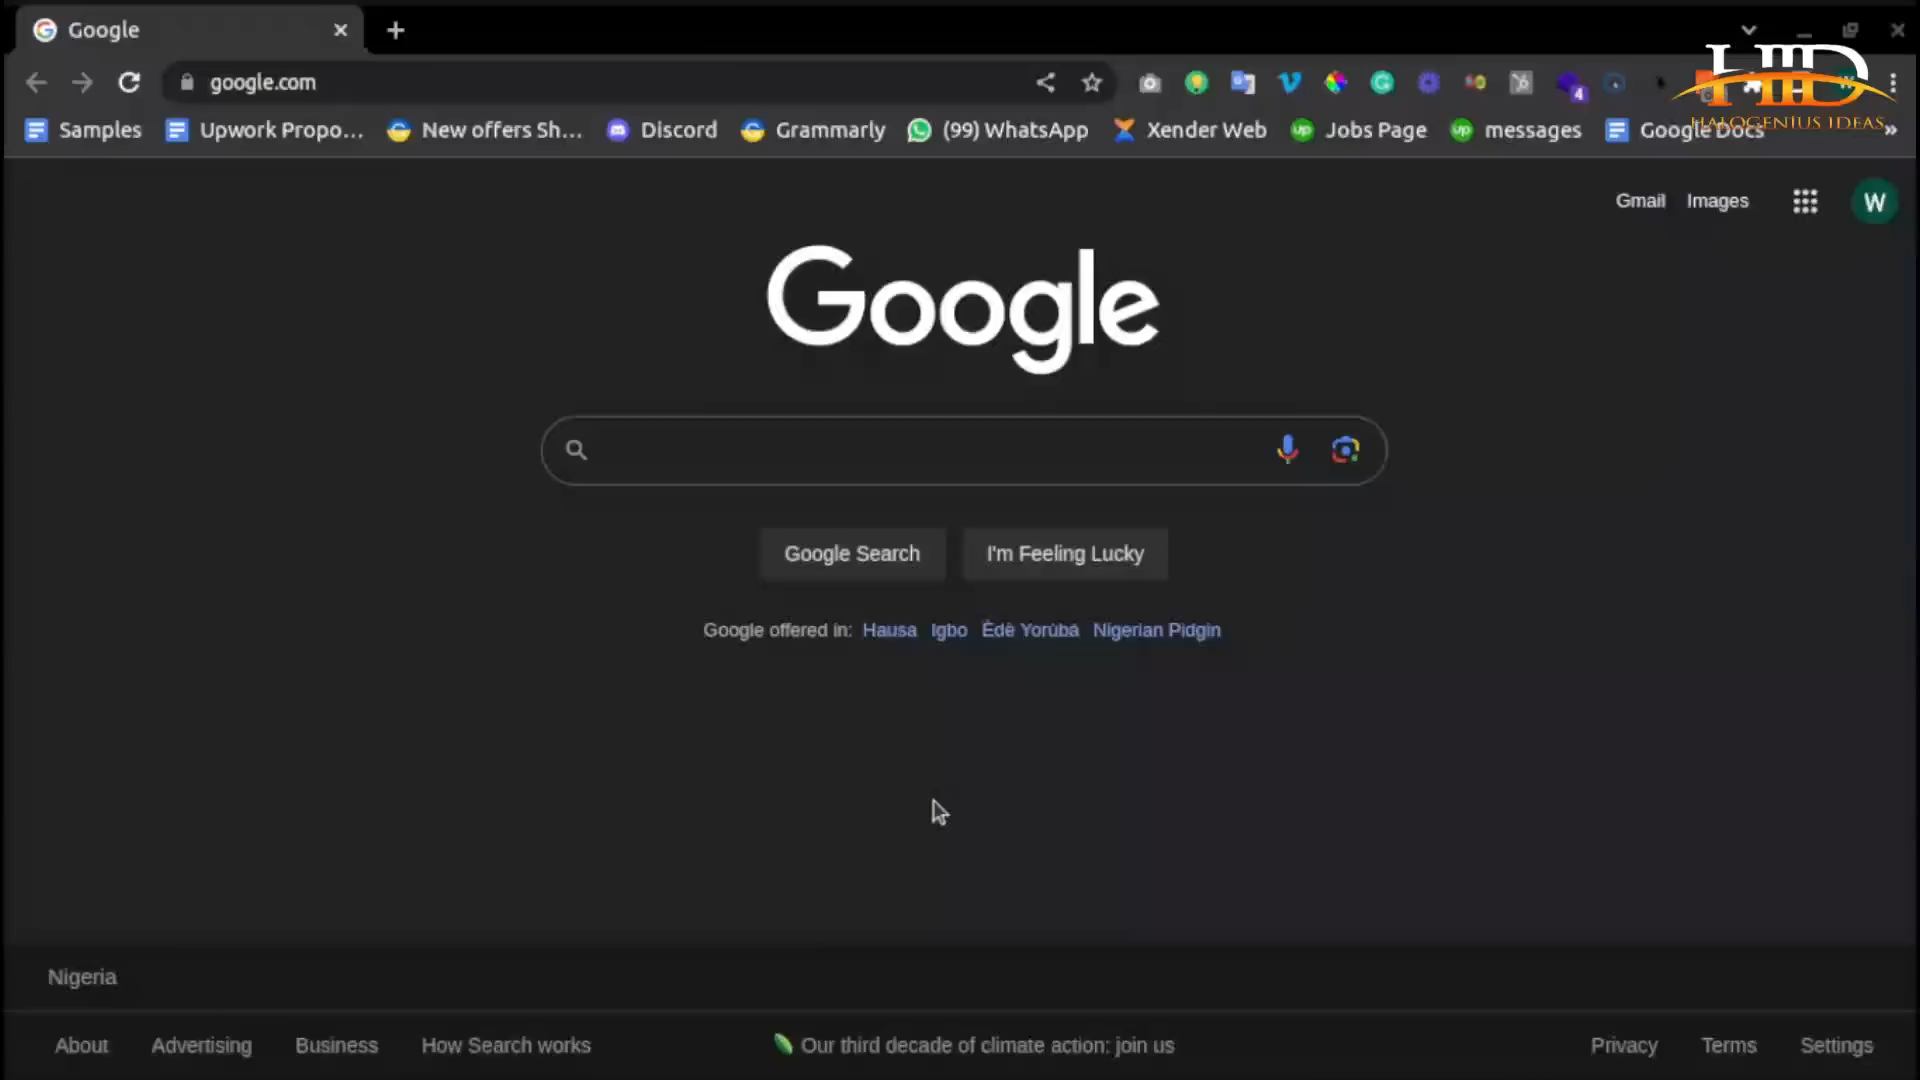 Google
google.com
4
HID
HALOGENIUS IDEAS
Samples
Upwork Propo...
New offers Sh...
Discord
Grammarly
(99) WhatsApp
Xender Web
Jobs Page
messages
Google Docs
»
Gmail
Images
W
Google
Google Search
I'm Feeling Lucky
Google offered in: Hausa Igbo Èdè Yorùbá Nigerian Pidgin
Nigeria
About
Advertising
Business
How Search works
Our third decade of climate action: join us
Privacy
Terms
Settings